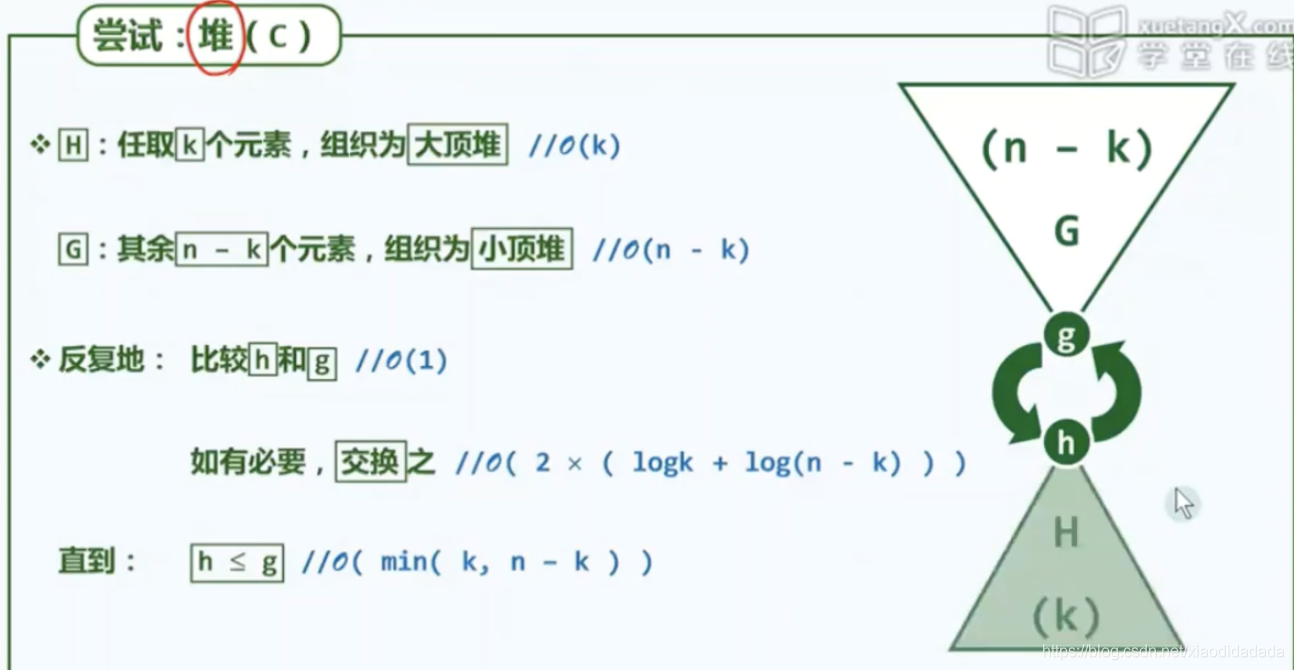 尝试：堆(C)
xuetangX.com
学堂在线
❖ H：任取k个元素，组织为大顶堆 //O(k)
G：其余n - k个元素，组织为小顶堆 //O(n - k)
❖ 反复地： 比较h和g //O(1)
如有必要，交换之 //O( 2 × ( logk + log(n - k) ) )
直到： h ≤ g //O( min( k, n - k ) )
(n - k)
G
g
h
H
(k)
https://blog.csdn.net/xiaodidadada